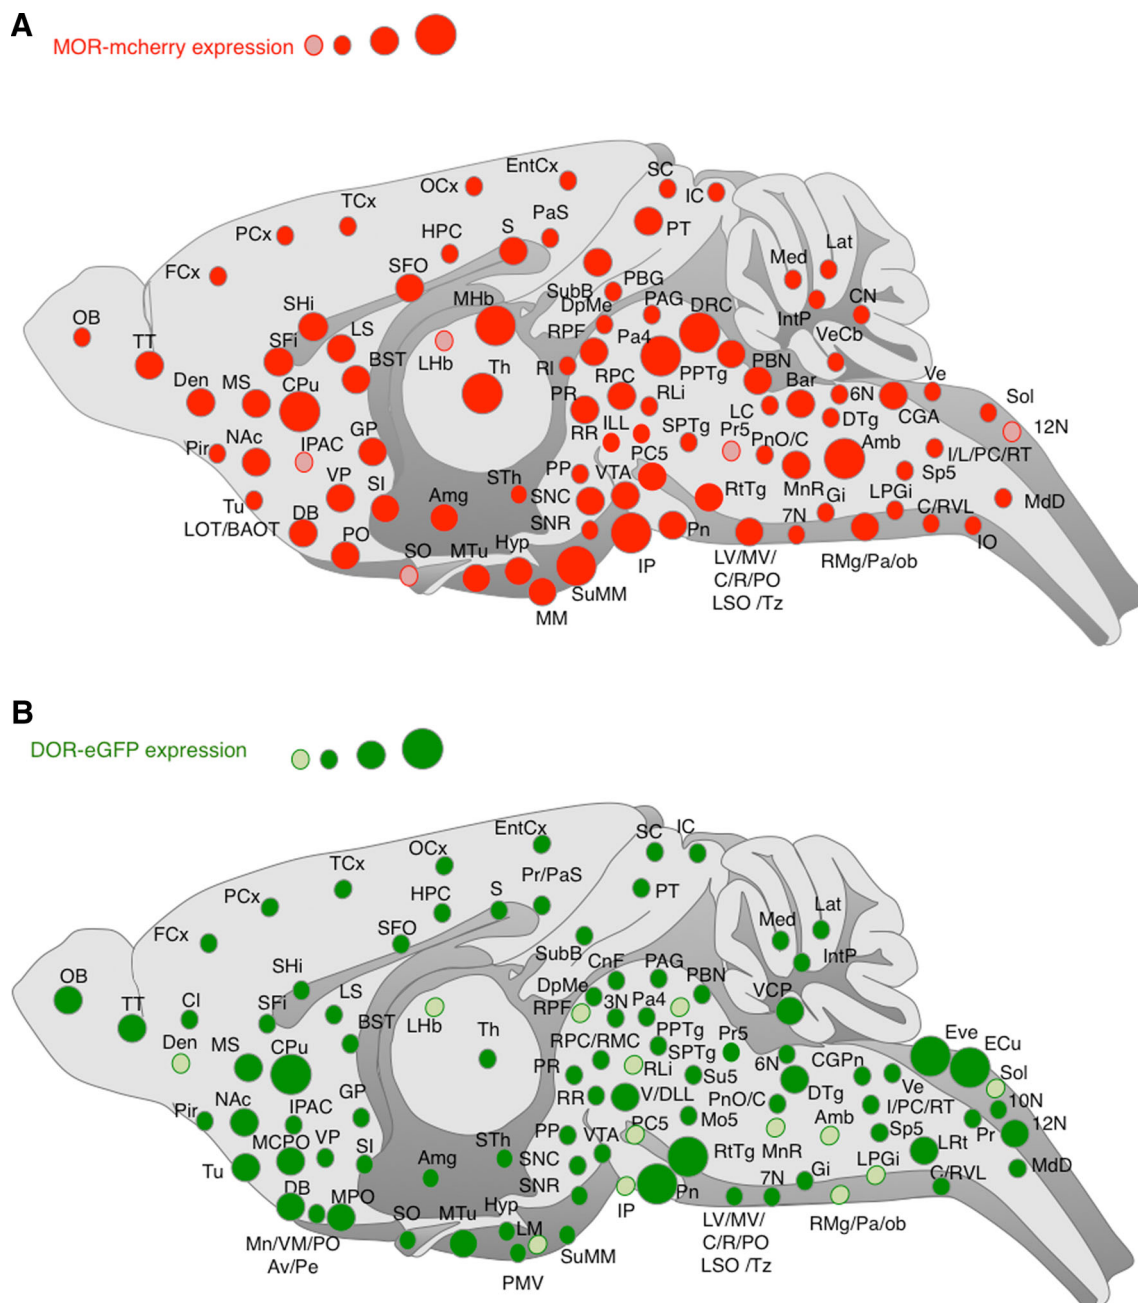 A
MOR-mcherry expression
EntCx
SC
OCx
IC
TCx
PaS
PCx
HPC
S
PT
Lat
Med
FCx
SFO
SubB
PBG
MHb
DpMe
PAG
DRC
CN
SHi
IntP
OB
LS
RPF
Pa4
VeCb
TT
SFi
BST
LHb
Th
RI
RPC
PPTg
PBN
Den
MS
CPu
PR
RLi
Bar
6N
Ve
Sol
LC
CGA
GP
ILL
SPTg
DTg
12N
Pir
NAc
IPAC
RR
Pr5
PnO/C
Amb
I/L/PC/RT
VP
SI
STh
PP
VTA
PC5
Sp5
Tu
Amg
SNC
RtTg
MnR
Gi
LPGi
MdD
LOT/BAOT
DB
SNR
7N
C/RVL
PO
SO
MTu
Hyp
Pn
IO
IP
LV/MV/
C/R/PO
LSO /Tz
RMg/Pa/ob
SuMM
MM
B
DOR-eGFP expression
EntCx
SC
IC
OCx
TCx
Pr/PaS
PCx
HPC
S
PT
Lat
FCx
SFO
Med
SubB
CnF
PAG
IntP
OB
SHi
DpMe
PBN
TT
CI
SFi
LS
RPF
3N
Pa4
VCP
BST
LHb
Th
Eve
Den
MS
CPu
RPC/RMC
PPTg
Pr5
ECu
PR
RLi
SPTg
6N
CGPn
Sol
Su5
DTg
Ve
GP
RR
V/DLL
PnO/C
10N
Pir
NAc
IPAC
Mo5
Amb
I/PC/RT
12N
MCPO
VP
SI
STh
PP
VTA
PC5
Sp5
Pr
Tu
Amg
SNC
RtTg
MnR
LRt
MdD
DB
MPO
SNR
Pn
7N
Gi
LPGi
C/RVL
SO
MTu
Hyp
IP
LM
LV/MV/
C/R/PO
LSO /Tz
RMg/Pa/ob
Mn/VM/PO
Av/Pe
SuMM
PMV